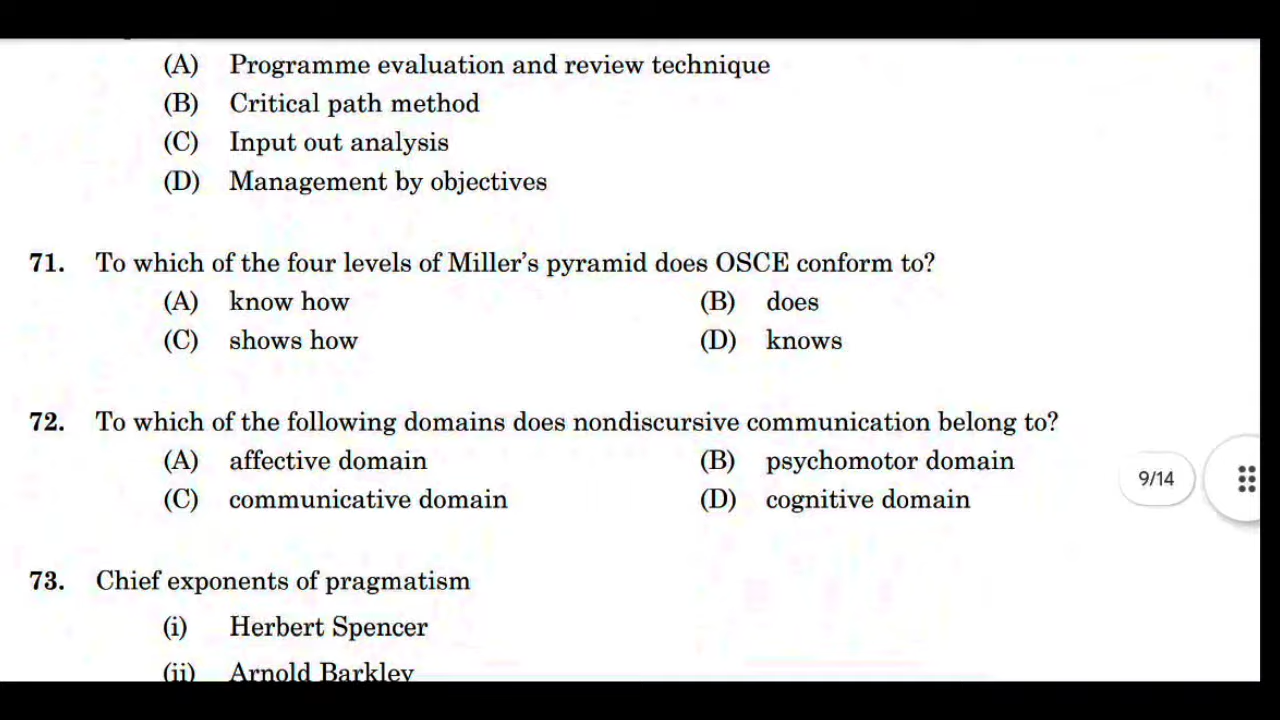 (A) Programme evaluation and review technique
(B) Critical path method
(C) Input out analysis
(D) Management by objectives
71. To which of the four levels of Miller's pyramid does OSCE conform to?
(A) know how (B) does
(C) shows how (D) knows
72. To which of the following domains does nondiscursive communication belong to?
(A) affective domain (B) psychomotor domain
(C) communicative domain (D) cognitive domain
9/14
73. Chief exponents of pragmatism
(i) Herbert Spencer
(ii) Arnold Barkley